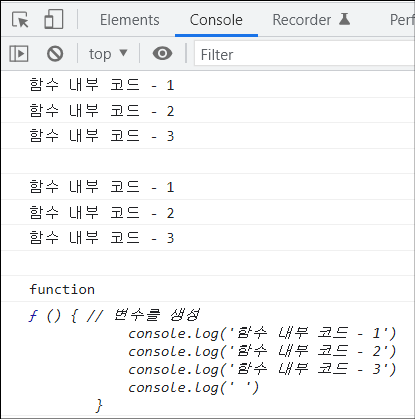 Elements Console Recorder Perf
top Filter
함수 내부 코드 - 1
함수 내부 코드 - 2
함수 내부 코드 - 3
함수 내부 코드 - 1
함수 내부 코드 - 2
함수 내부 코드 - 3
function
ƒ () { // 변수를 생성
console.log('함수 내부 코드 - 1')
console.log('함수 내부 코드 - 2')
console.log('함수 내부 코드 - 3')
console.log(' ')
}